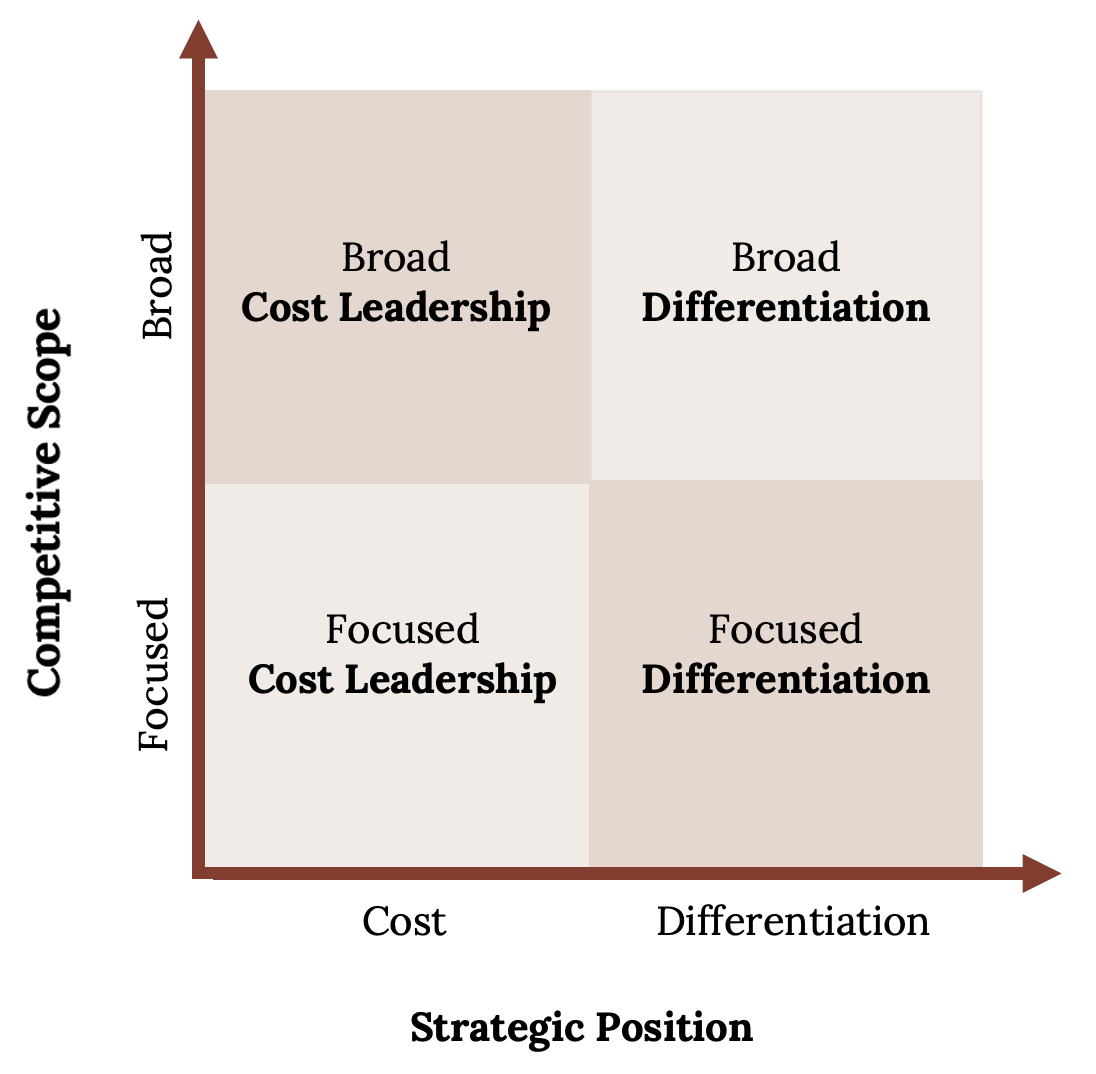 Competitive Scope
Broad
Focused
Broad
Cost Leadership
Broad
Differentiation
Focused
Cost Leadership
Focused
Differentiation
Cost
Differentiation
Strategic Position